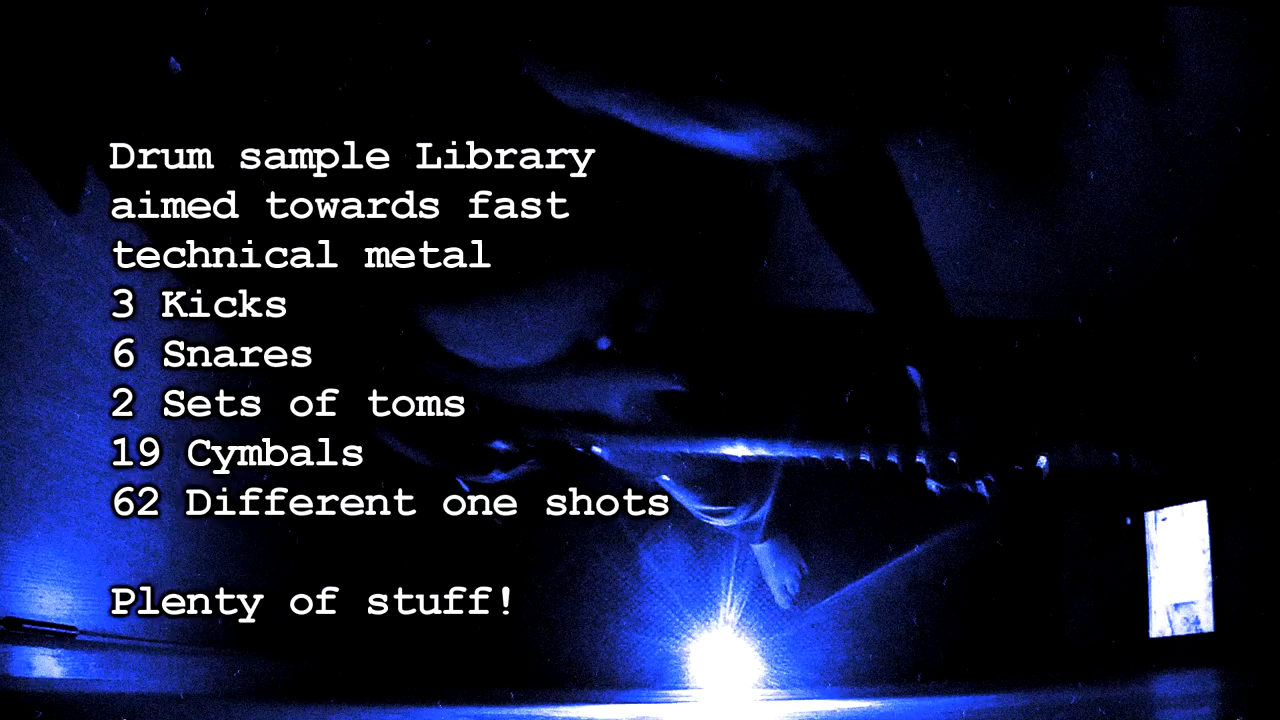 Drum sample Library
aimed towards fast
technical metal
3 Kicks
6 Snares
2 Sets of toms
19 Cymbals
62 Different one shots
Plenty of stuff!